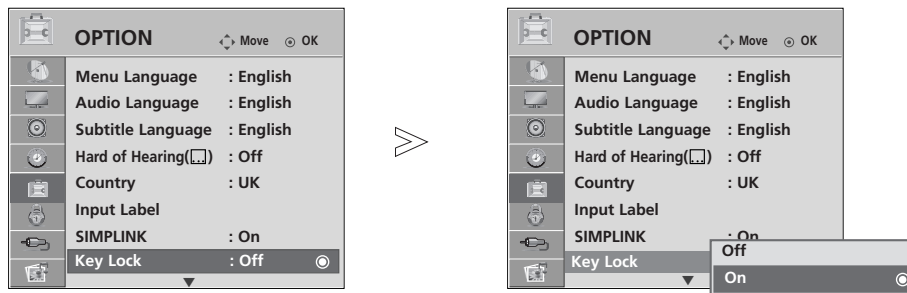 OPTION Move OK
Menu Language : English
Audio Language : English
Subtitle Language : English
Hard of Hearing( ) : Off
Country : UK
Input Label
SIMPLINK : On
Key Lock : Off
OPTION Move OK
Menu Language : English
Audio Language : English
Subtitle Language : English
Hard of Hearing( ) : Off
Country : UK
Input Label
SIMPLINK : On
Key Lock
Off
On